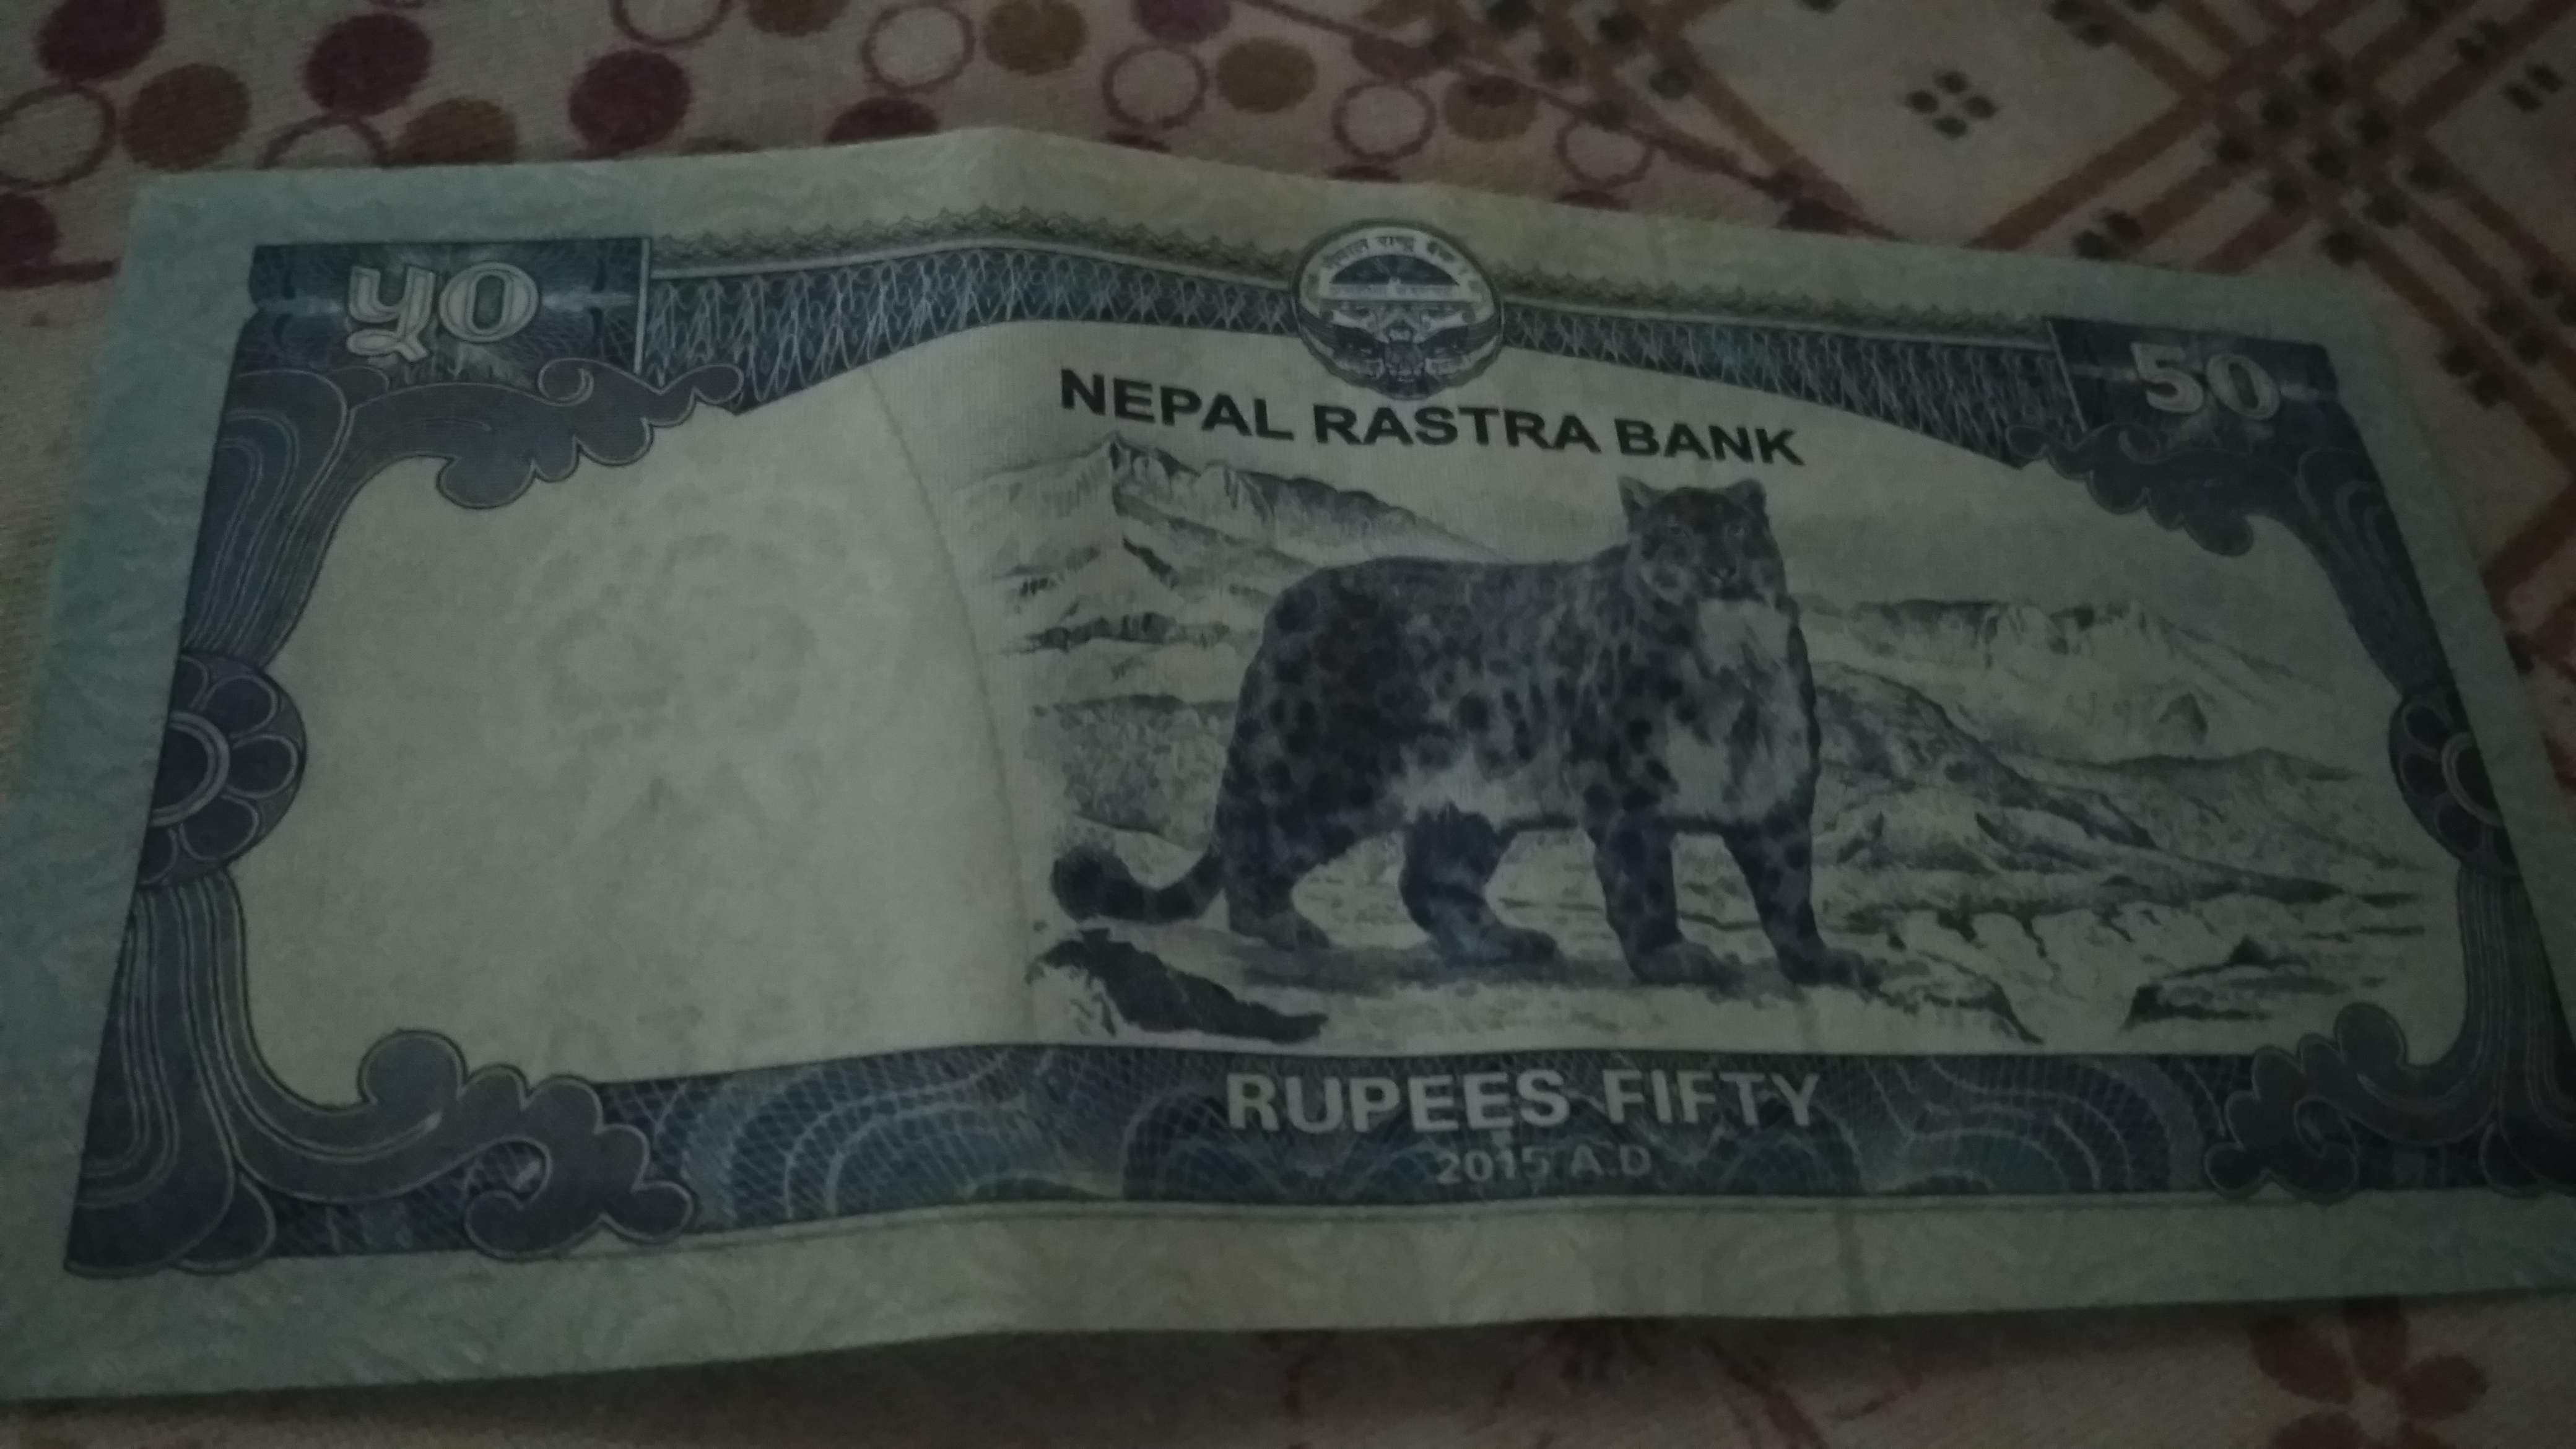 ५०
नेपाल राष्ट्र बैंक
50
NEPAL RASTRA BANK
RUPEES FIFTY
2015 A.D